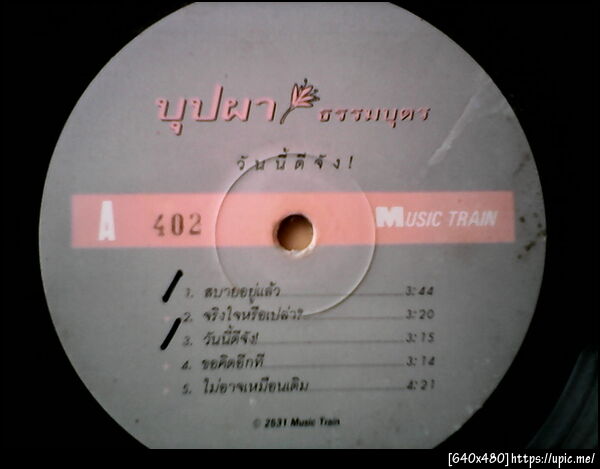 บุปผา ธรรมบุตร
วันนี้ดีจัง!
A 402 MUSIC TRAIN
1. สบายอยู่แล้ว 3:44
2. จริงใจหรือเปล่า? 3:20
3. วันนี้ดีจัง! 3:15
4. ขอคิดอีกที 3:14
5. ไม่อาจเหมือนเดิม 4:21
© 2531 Music Train
[640x480]https://upic.me/